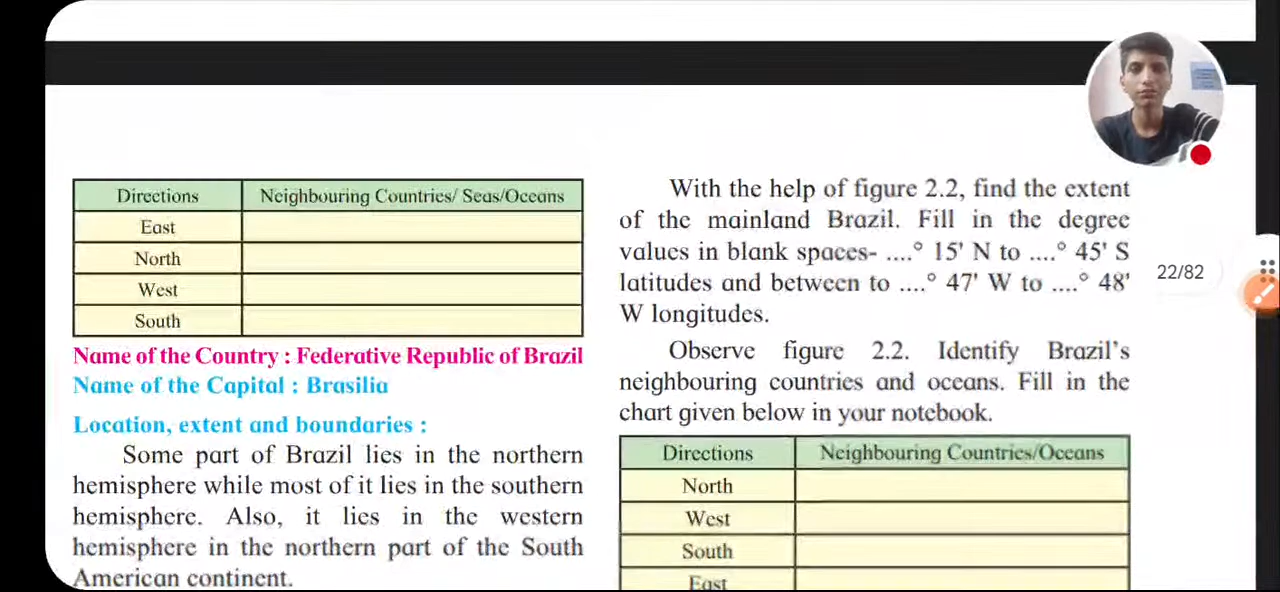 Directions Neighbouring Countries/ Seas/Oceans
East
North
West
South
Name of the Country : Federative Republic of Brazil
Name of the Capital : Brasilia
Location, extent and boundaries :
Some part of Brazil lies in the northern
hemisphere while most of it lies in the southern
hemisphere. Also, it lies in the western
hemisphere in the northern part of the South
American continent.
With the help of figure 2.2, find the extent
of the mainland Brazil. Fill in the degree
values in blank spaces- ....° 15' N to ....° 45' S
latitudes and between to ....° 47' W to ....° 48'
W longitudes.
Observe figure 2.2. Identify Brazil's
neighbouring countries and oceans. Fill in the
chart given below in your notebook.
Directions Neighbouring Countries/Oceans
North
West
South
East
22/82